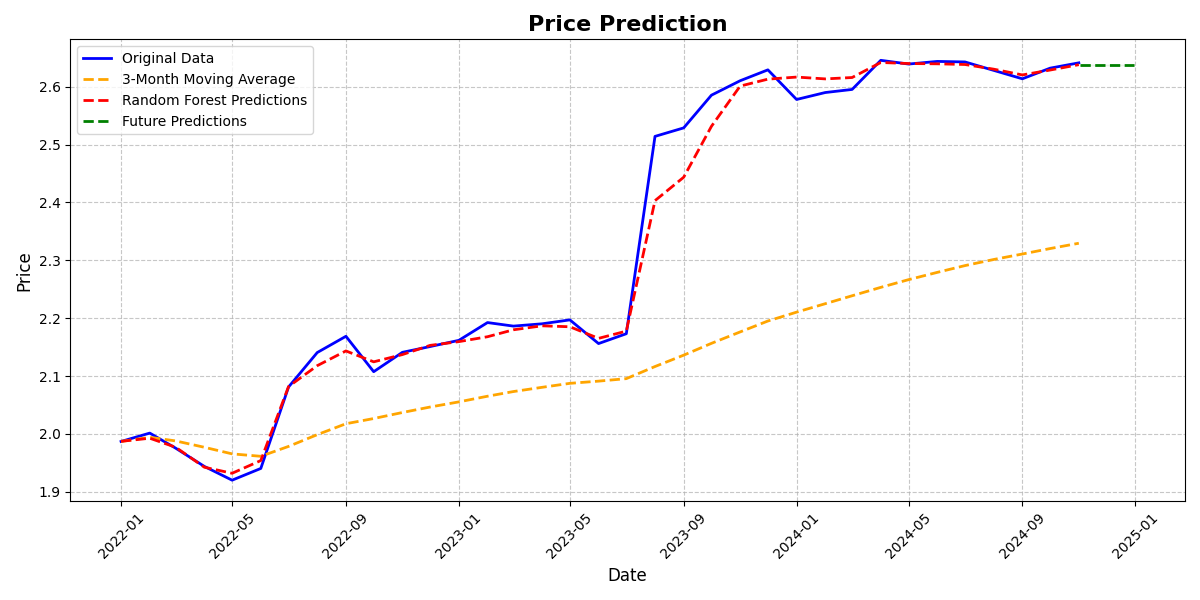 Price Prediction
Original Data
3-Month Moving Average
Random Forest Predictions
Future Predictions
Price
2.6
2.5
2.4
2.3
2.2
2.1
2.0
1.9
2022-01
2022-05
2022-09
2023-01
2023-05
2023-09
2024-01
2024-05
2024-09
2025-01
Date